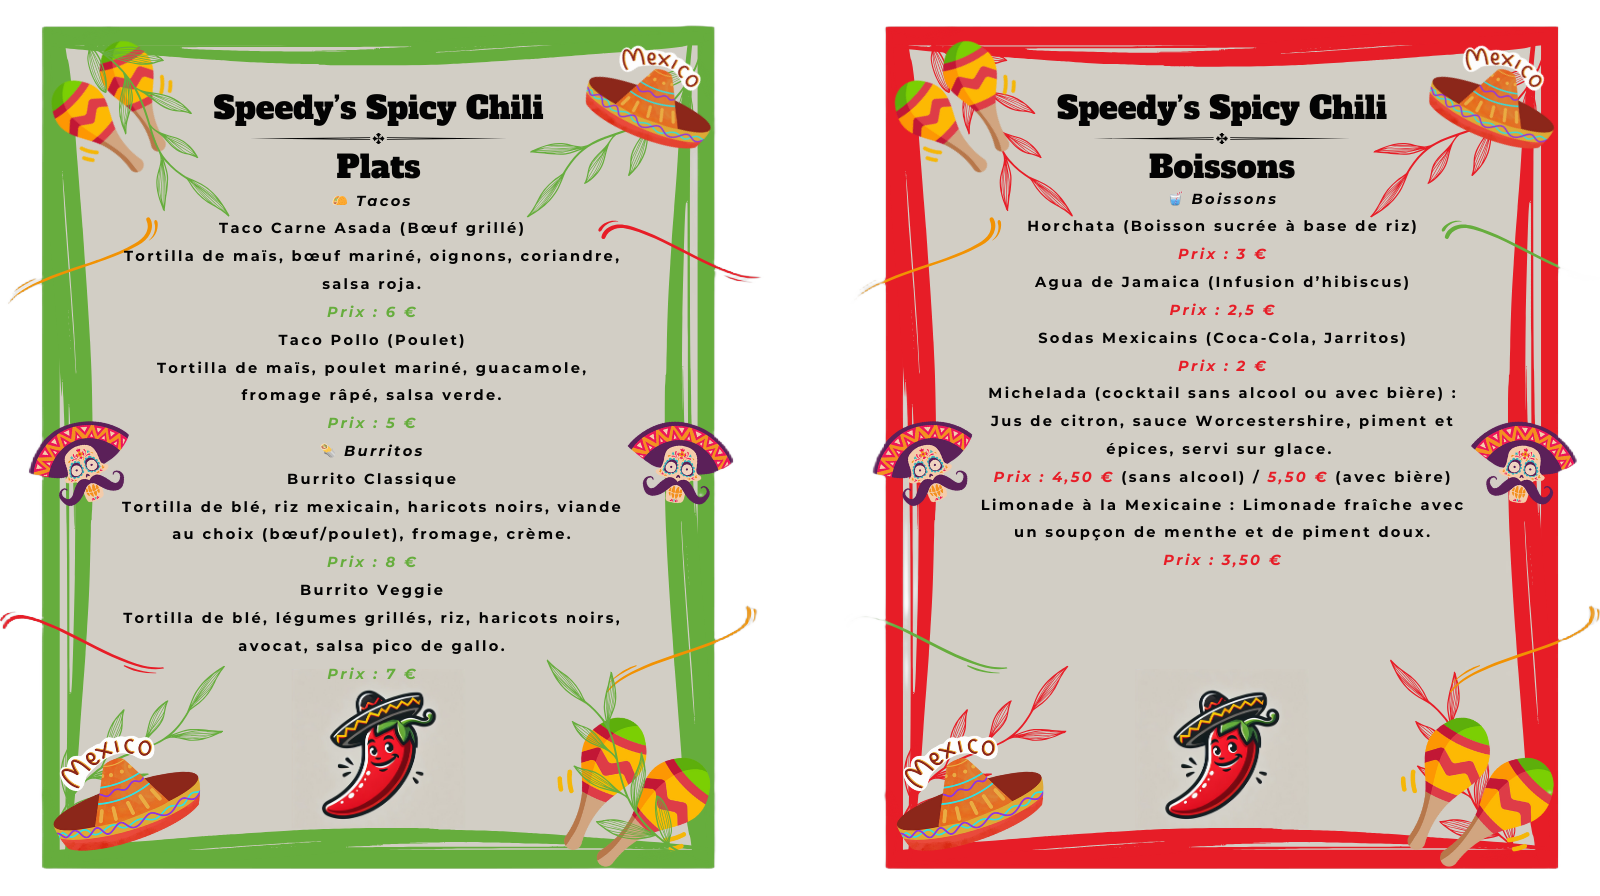 Mexico
Speedy's Spicy Chili
Plats
Tacos
Taco Carne Asada (Bœuf grillé)
Tortilla de maïs, bœuf mariné, oignons, coriandre,
salsa roja.
Prix : 6 €
Taco Pollo (Poulet)
Tortilla de maïs, poulet mariné, guacamole,
fromage râpé, salsa verde.
Prix : 5 €
Burritos
Burrito Classique
Tortilla de blé, riz mexicain, haricots noirs, viande
au choix (bœuf/poulet), fromage, crème.
Prix : 8 €
Burrito Veggie
Tortilla de blé, légumes grillés, riz, haricots noirs,
avocat, salsa pico de gallo.
Prix : 7 €
Mexico
Mexico
Speedy's Spicy Chili
Boissons
Boissons
Horchata (Boisson sucrée à base de riz)
Prix : 3 €
Agua de Jamaica (Infusion d'hibiscus)
Prix : 2,5 €
Sodas Mexicains (Coca-Cola, Jarritos)
Prix : 2 €
Michelada (cocktail sans alcool ou avec bière) :
Jus de citron, sauce Worcestershire, piment et
épices, servi sur glace.
Prix : 4,50 € (sans alcool) / 5,50 € (avec bière)
Limonade à la Mexicaine : Limonade fraîche avec
un soupçon de menthe et de piment doux.
Prix : 3,50 €
Mexico